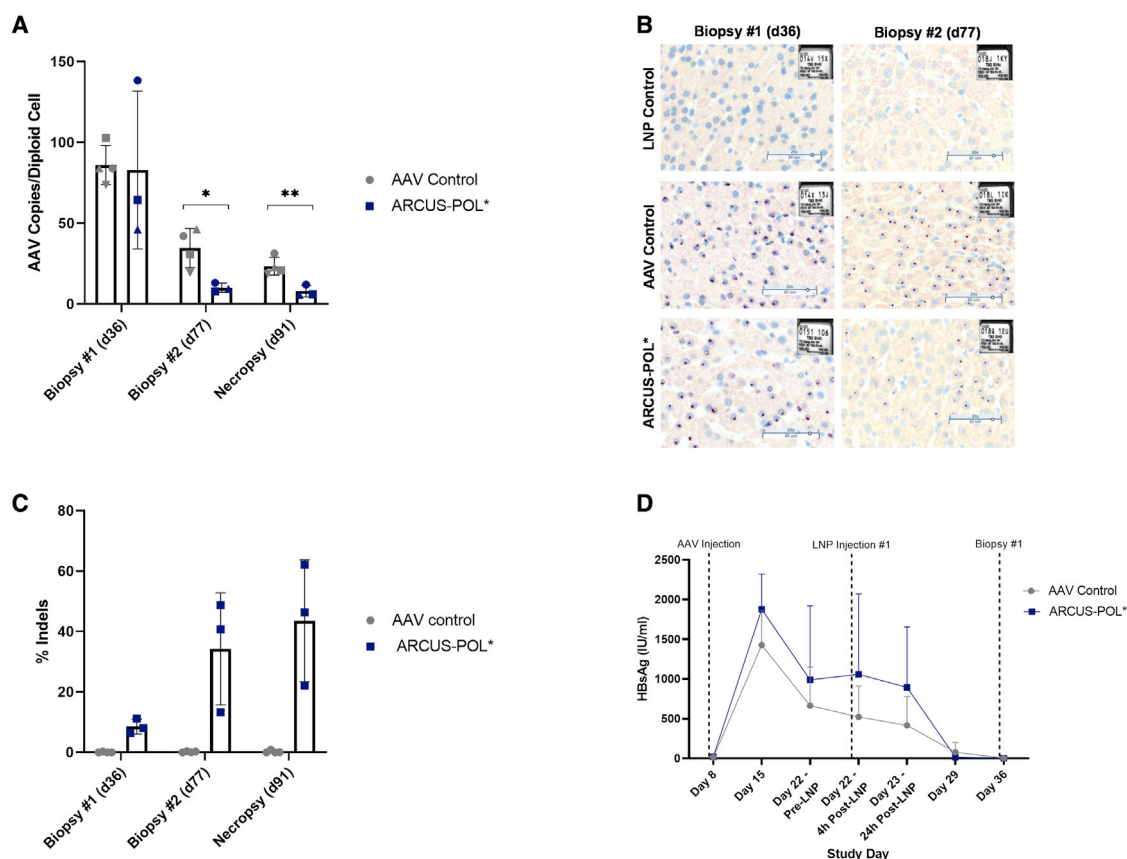 A
AAV Copies/Diploid Cell
150
100
50
0
Biopsy #1 (d36)
Biopsy #2 (d77)
Necropsy (d91)
*
**
AAV Control
ARCUS-POL*
B
Biopsy #1 (d36)
Biopsy #2 (d77)
LNP Control
AAV Control
ARCUS-POL*
C
% Indels
80
60
40
20
0
Biopsy #1 (d36)
Biopsy #2 (d77)
Necropsy (d91)
AAV control
ARCUS-POL*
D
AAV Injection
LNP Injection #1
Biopsy #1
HBsAg (IU/ml)
2500
2000
1500
1000
500
0
Day 8
Day 15
Day 22 -
Pre-LNP
Day 22 -
4h Post-LNP
Day 23 -
24h Post-LNP
Day 29
Day 36
Study Day
AAV Control
ARCUS-POL*